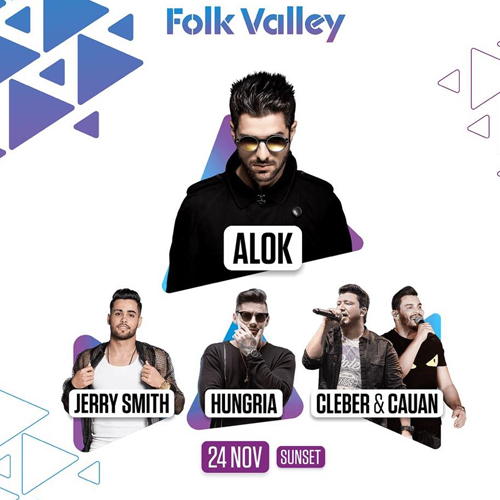 Folk Valley
ALOK
JERRY SMITH
HUNGRIA
CLEBER & CAUAN
24 NOV
SUNSET